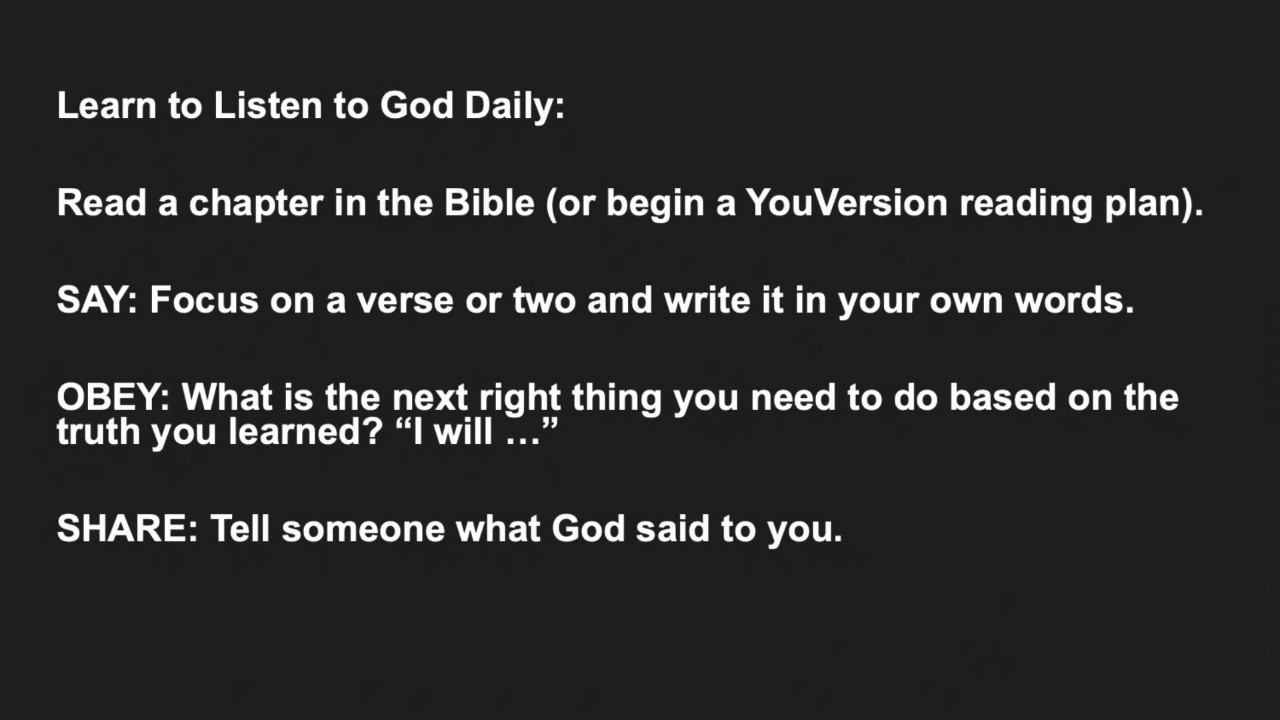 Learn to Listen to God Daily:
Read a chapter in the Bible (or begin a YouVersion reading plan).
SAY: Focus on a verse or two and write it in your own words.
OBEY: What is the next right thing you need to do based on the
truth you learned? “I will …”
SHARE: Tell someone what God said to you.